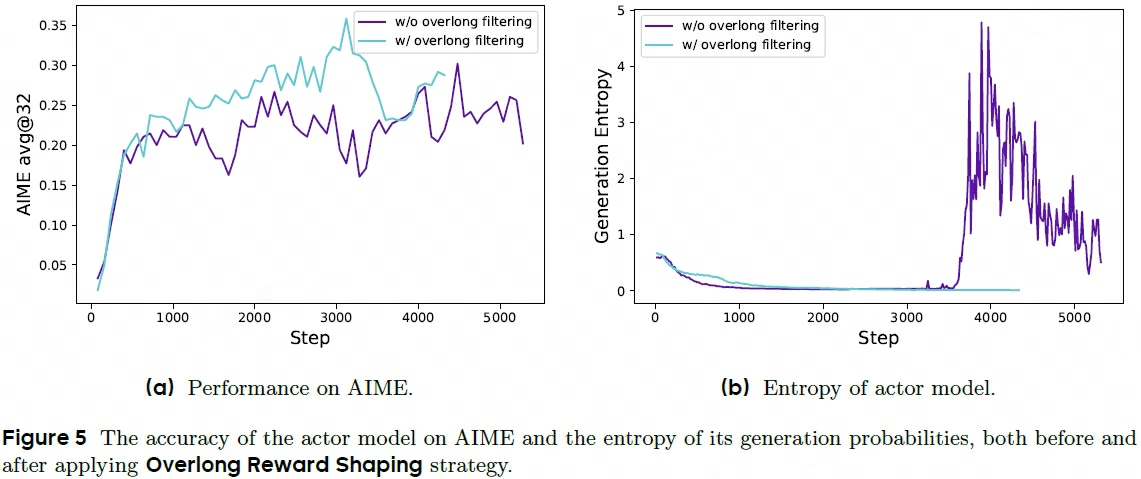 w/o overlong filtering
w/ overlong filtering
0.35
0.30
0.25
0.20
0.15
0.10
0.05
AIME avg@32
0 1000 2000 3000 4000 5000
Step
(a) Performance on AIME.
w/o overlong filtering
w/ overlong filtering
5
4
3
2
1
0
Generation Entropy
0 1000 2000 3000 4000 5000
Step
(b) Entropy of actor model.
Figure 5 The accuracy of the actor model on AIME and the entropy of its generation probabilities, both before and
after applying Overlong Reward Shaping strategy.